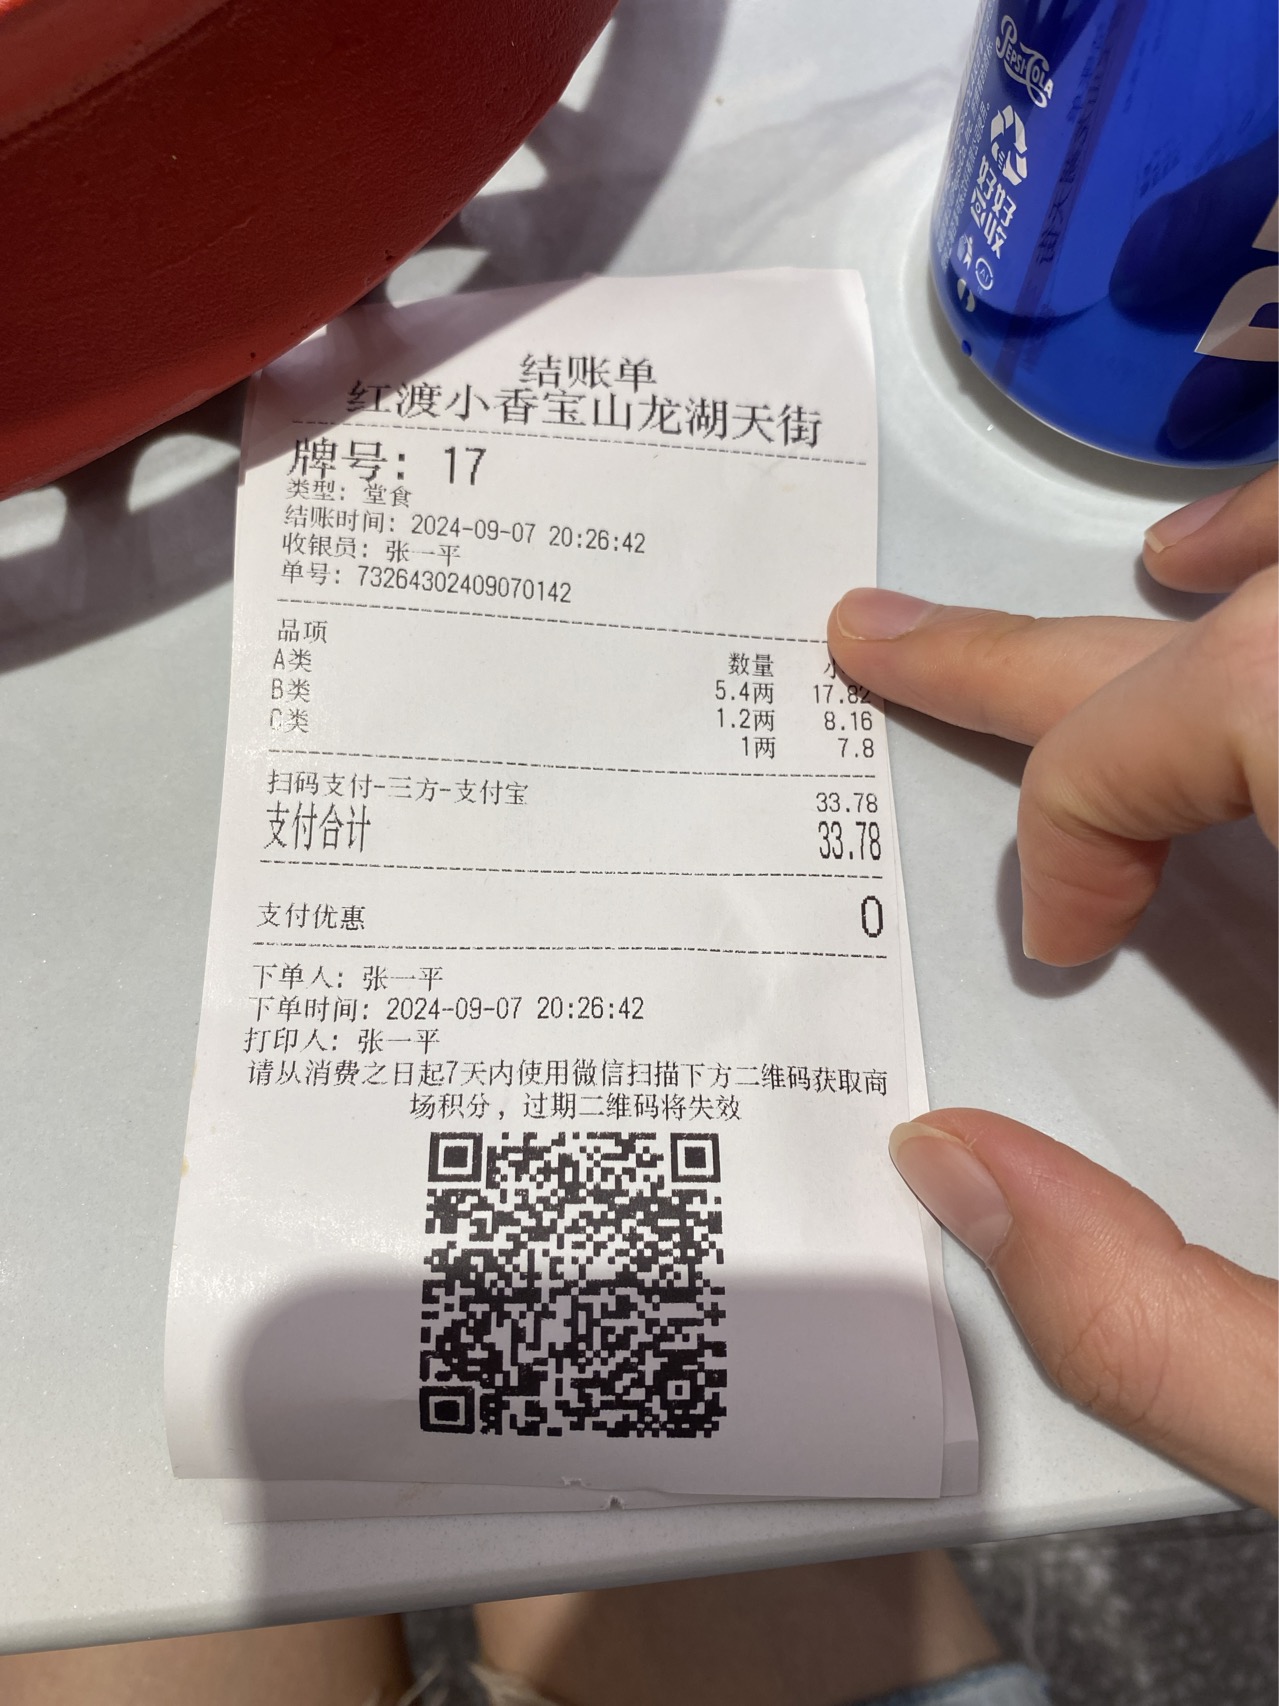 PEPSI-COLA
好好
回收
结账单
红渡小香宝山龙湖天街
牌号: 17
类型: 堂食
结账时间: 2024-09-07 20:26:42
收银员: 张一平
单号: 73264302409070142
品项 数量 小
A类 5.4两 17.82
B类 1.2两 8.16
C类 1两 7.8
扫码支付-三方-支付宝 33.78
支付合计 33.78
支付优惠 0
下单人: 张一平
下单时间: 2024-09-07 20:26:42
打印人: 张一平
请从消费之日起7天内使用微信扫描下方二维码获取商
场积分, 过期二维码将失效